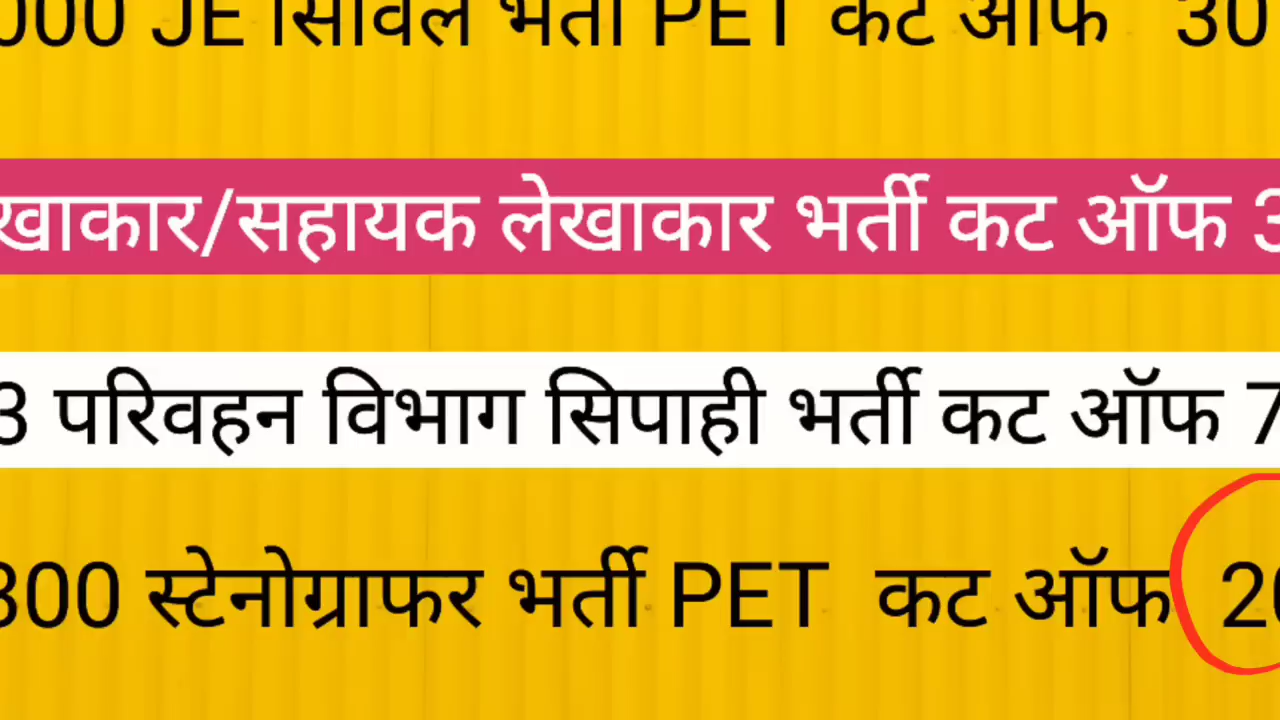 000 JE सिविल भर्ती PET कट ऑफ 30
खाकार/सहायक लेखाकार भर्ती कट ऑफ 3
3 परिवहन विभाग सिपाही भर्ती कट ऑफ 7
300 स्टेनोग्राफर भर्ती PET कट ऑफ 20